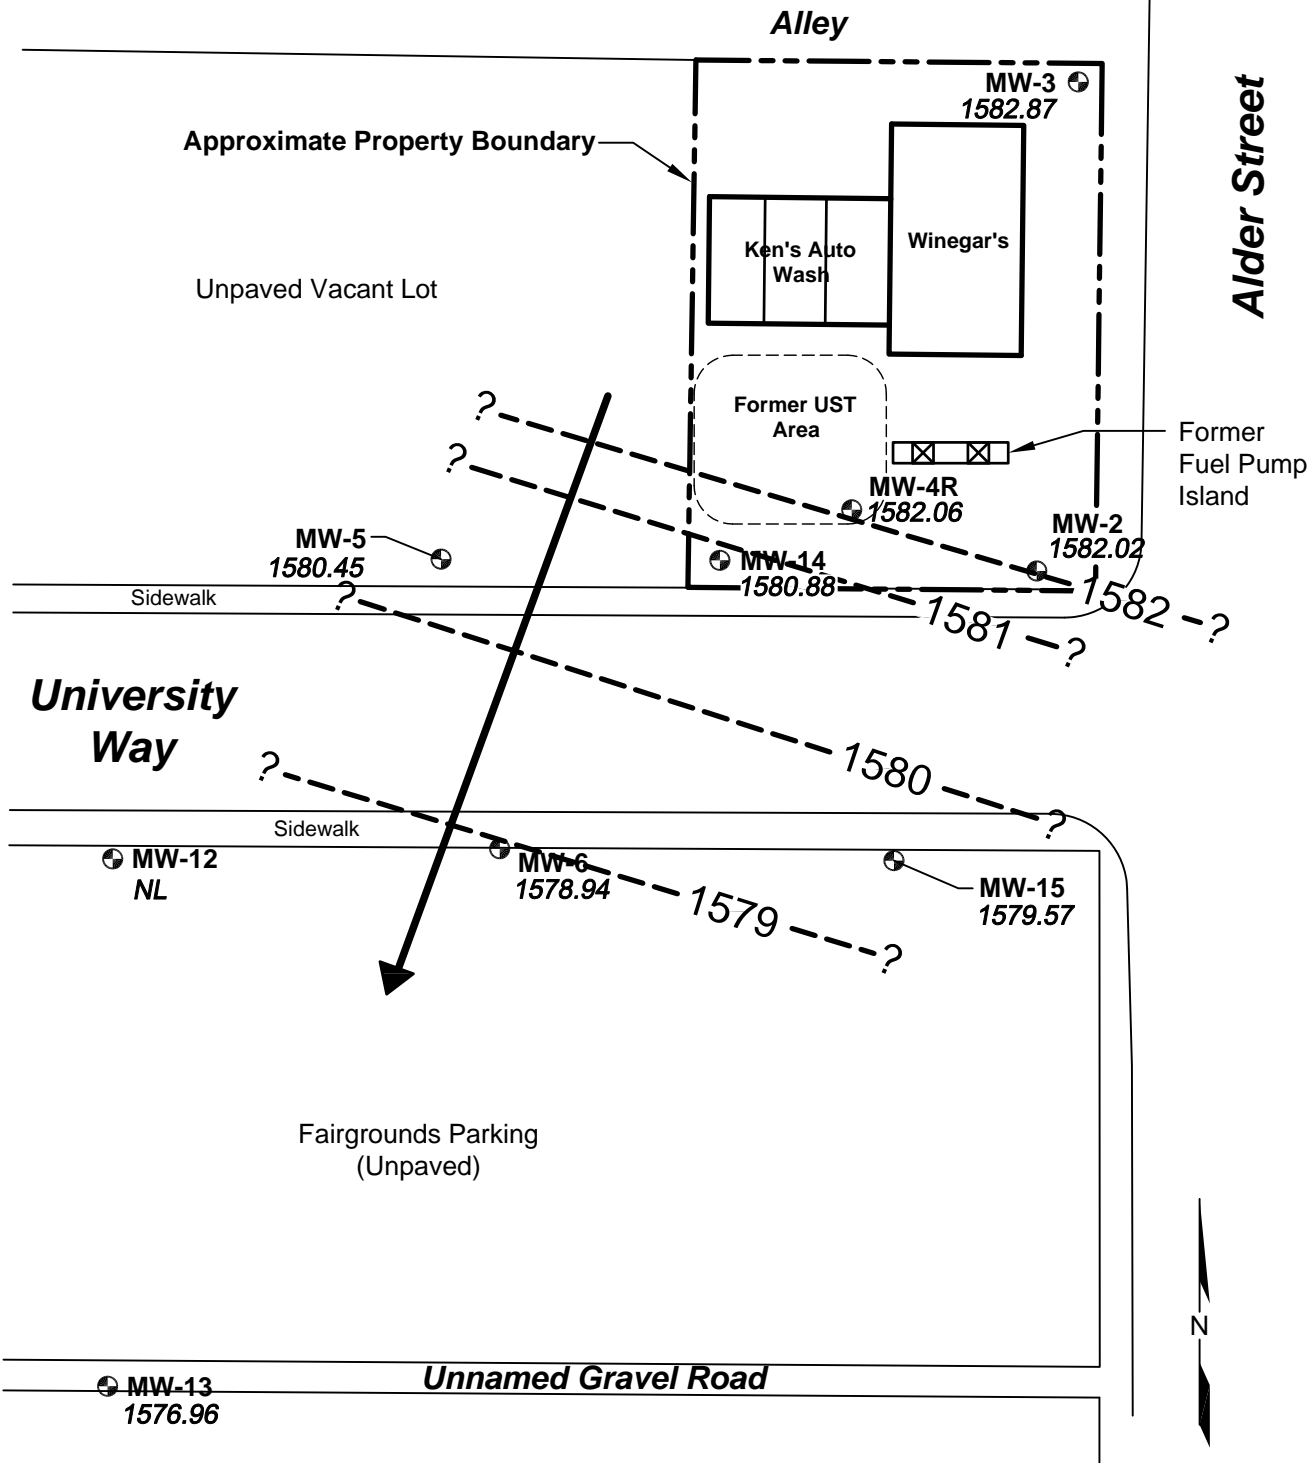 Alley
MW-3
1582.87
Alder Street
Approximate Property Boundary
Ken's Auto
Wash
Winegar's
Unpaved Vacant Lot
Former UST
Area
Former
Fuel Pump
Island
?
?
MW-4R
1582.06
MW-2
1582.02
MW-5
1580.45
MW-14
1580.88
Sidewalk
?
1582
?
1581
?
University
Way
?
1580
?
Sidewalk
MW-12
NL
MW-6
1578.94
MW-15
1579.57
1579
?
Fairgrounds Parking
(Unpaved)
N
Unnamed Gravel Road
MW-13
1576.96